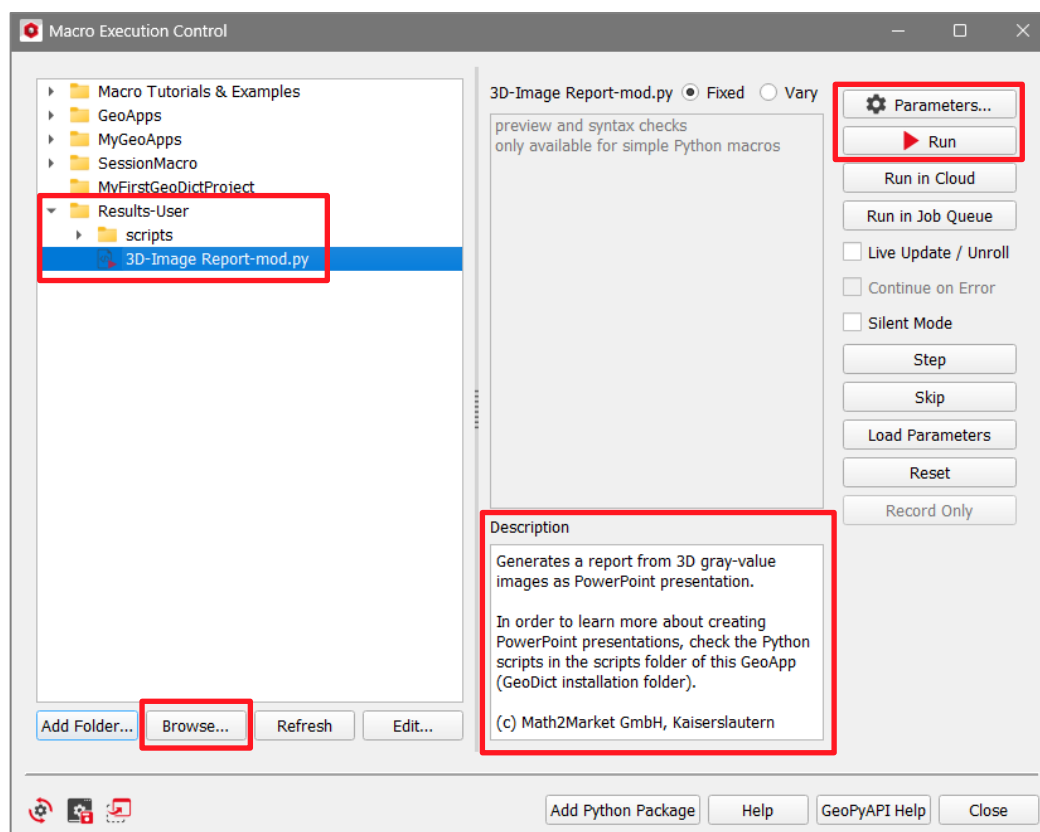 Macro Execution Control
Macro Tutorials & Examples
GeoApps
MyGeoApps
SessionMacro
MyFirstGeoDictProject
Results-User
scripts
3D-Image Report-mod.py
Add Folder...
Browse...
Refresh
Edit...
3D-Image Report-mod.py Fixed Vary
preview and syntax checks
only available for simple Python macros
Description
Generates a report from 3D gray-value
images as PowerPoint presentation.
In order to learn more about creating
PowerPoint presentations, check the Python
scripts in the scripts folder of this GeoApp
(GeoDict installation folder).
(c) Math2Market GmbH, Kaiserslautern
Parameters...
Run
Run in Cloud
Run in Job Queue
Live Update / Unroll
Continue on Error
Silent Mode
Step
Skip
Load Parameters
Reset
Record Only
Add Python Package
Help
GeoPyAPI Help
Close